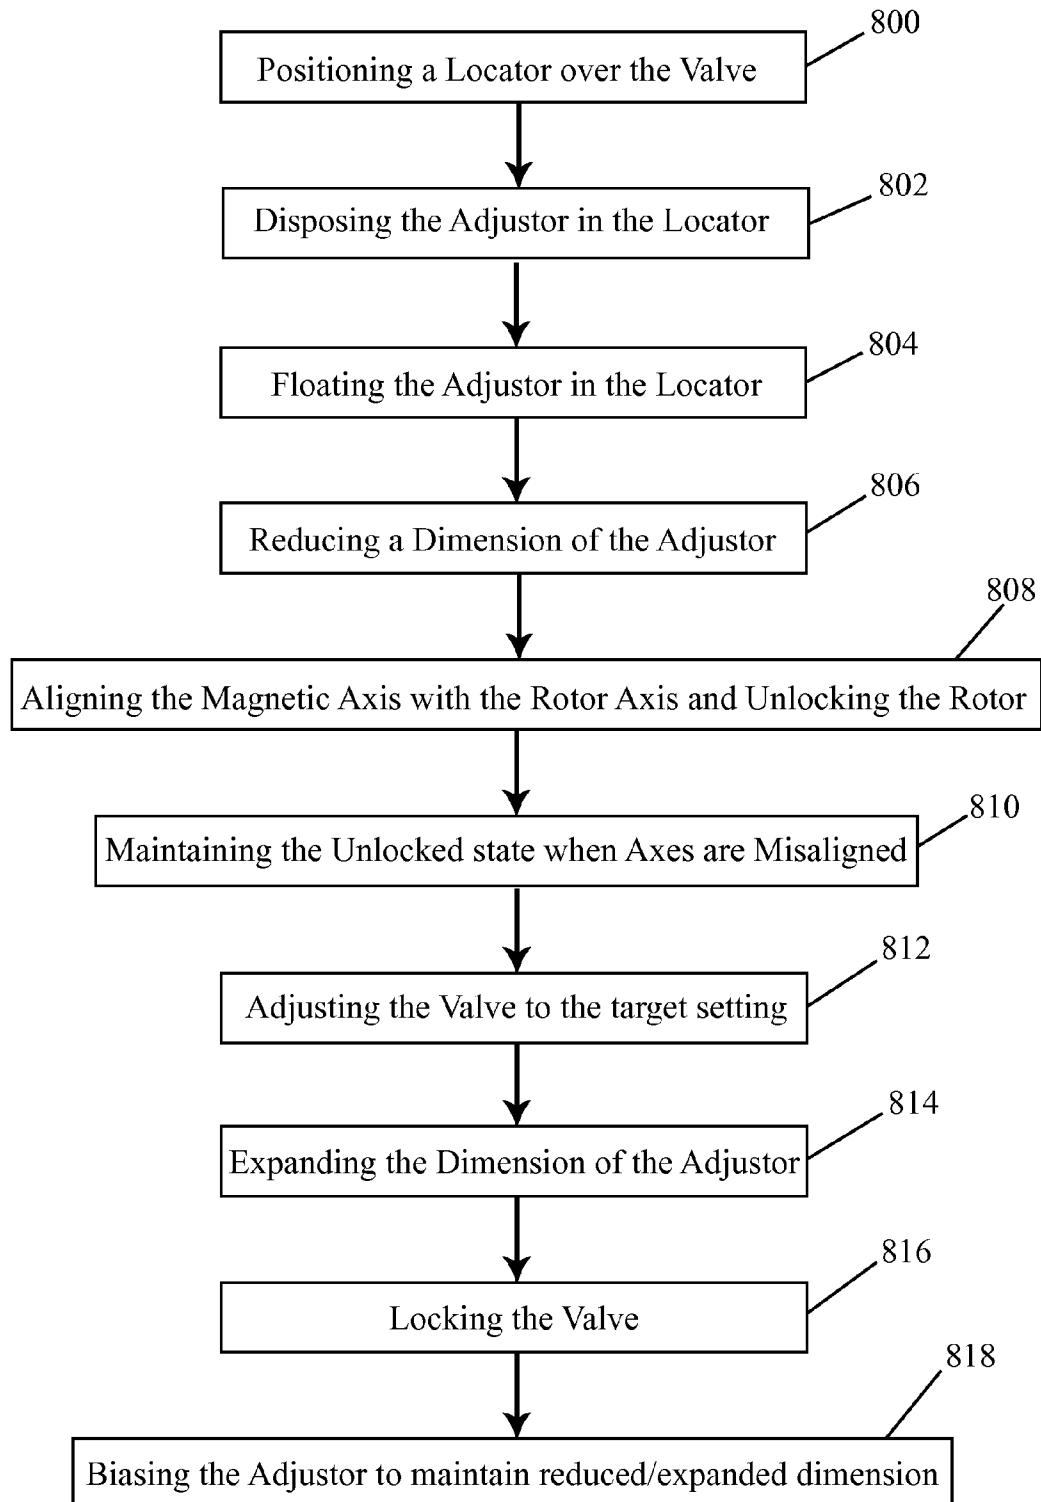 800
Positioning a Locator over the Valve
802
Disposing the Adjustor in the Locator
804
Floating the Adjustor in the Locator
806
Reducing a Dimension of the Adjustor
808
Aligning the Magnetic Axis with the Rotor Axis and Unlocking the Rotor
810
Maintaining the Unlocked state when Axes are Misaligned
812
Adjusting the Valve to the target setting
814
Expanding the Dimension of the Adjustor
816
Locking the Valve
818
Biasing the Adjustor to maintain reduced/expanded dimension